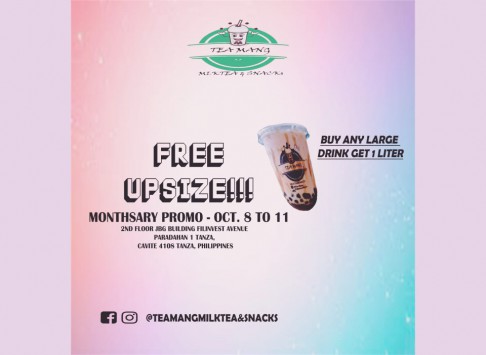 TEA MANG
MILKTEA & SNACKS
FREE
UPSIZE!!!
BUY ANY LARGE
DRINK GET 1 LITER
MONTHSARY PROMO - OCT. 8 TO 11
2ND FLOOR JBG BUILDING FILINVEST AVENUE
PARADAHAN 1 TANZA,
CAVITE 4108 TANZA, PHILIPPINES
@TEAMANGMILKTEA&SNACKS